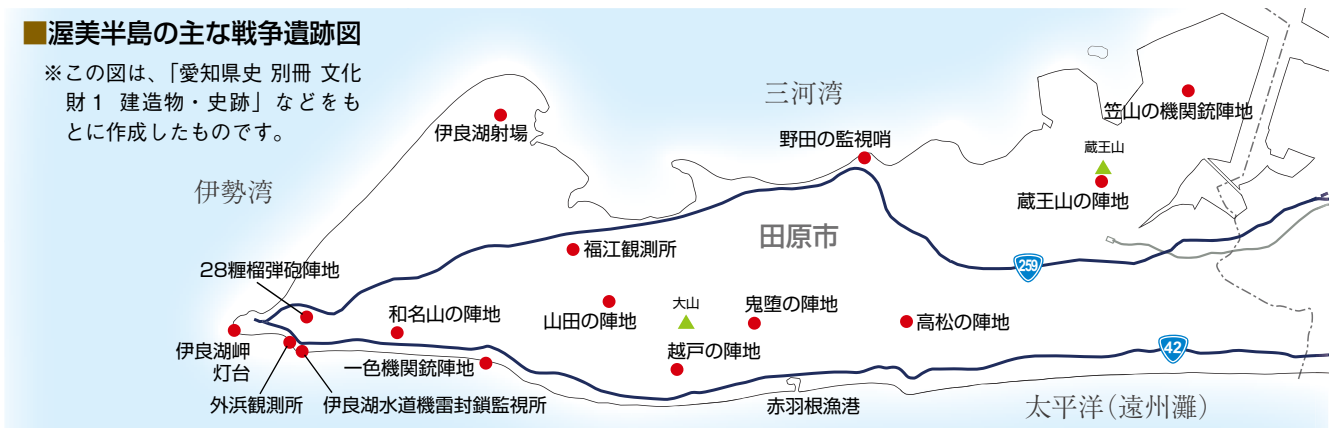 ■渥美半島の主な戦争遺跡図
※この図は、「愛知県史 別冊 文化
財1 建造物・史跡」などをも
とに作成したものです。
三河湾
笠山の機関銃陣地
伊良湖射場
野田の監視哨
蔵王山
蔵王山の陣地
伊勢湾
田原市
福江観測所
259
28糎榴弾砲陣地
和名山の陣地
山田の陣地
大山
鬼堕の陣地
高松の陣地
伊良湖岬
灯台
一色機関銃陣地
越戸の陣地
42
外浜観測所
伊良湖水道機雷封鎖監視所
赤羽根漁港
太平洋(遠州灘)